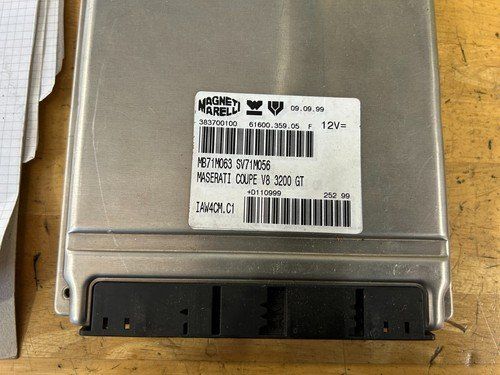 MAGNETI MARELLI 09.09.99
383700100 61600.359.05 F 12V=
MB71M063 SV71M056
MASERATI COUPE V8 3200 GT
+D110999 252 99
IAW4CM.C1